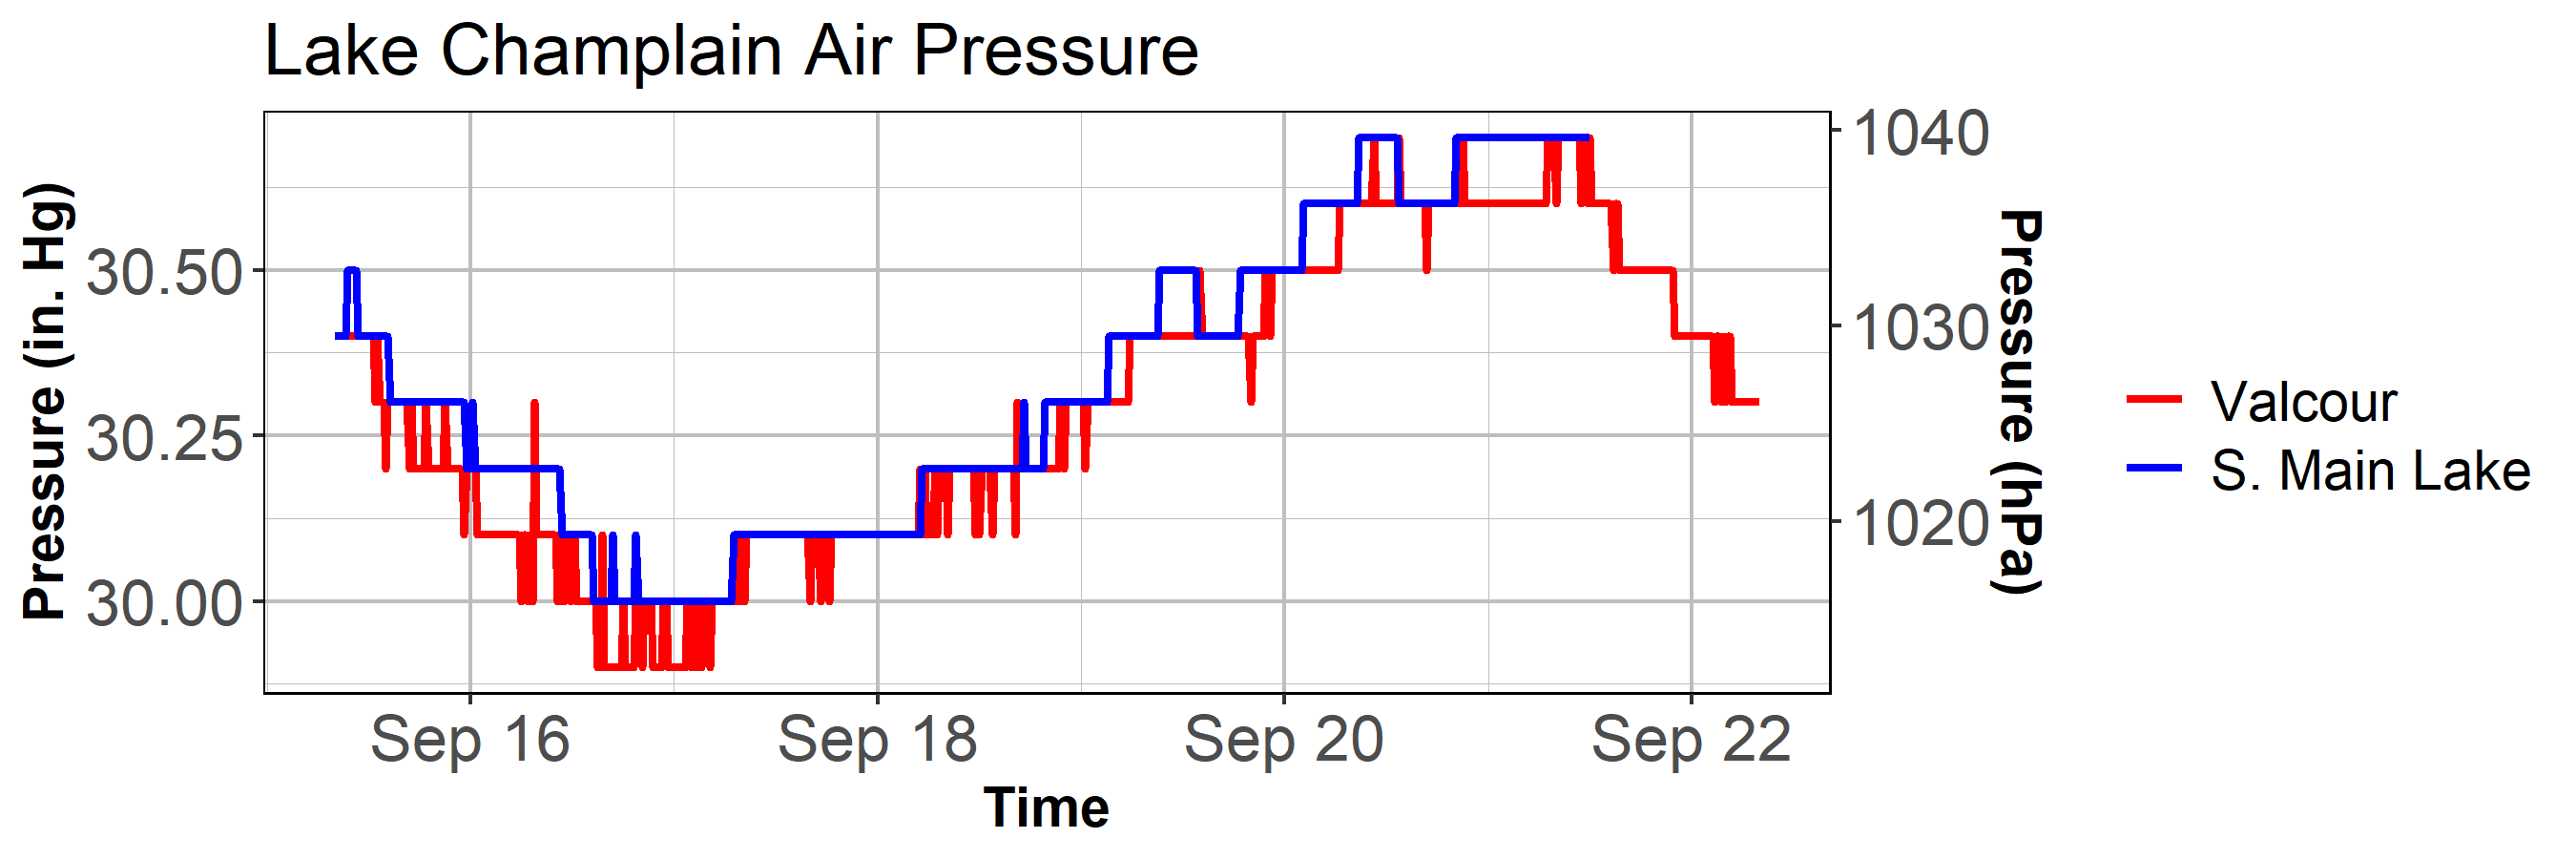 Lake Champlain Air Pressure
Pressure (in. Hg)
30.50
30.25
30.00
1040
1030
1020
Pressure (hPa)
Sep 16
Sep 18
Sep 20
Sep 22
Time
Valcour
S. Main Lake